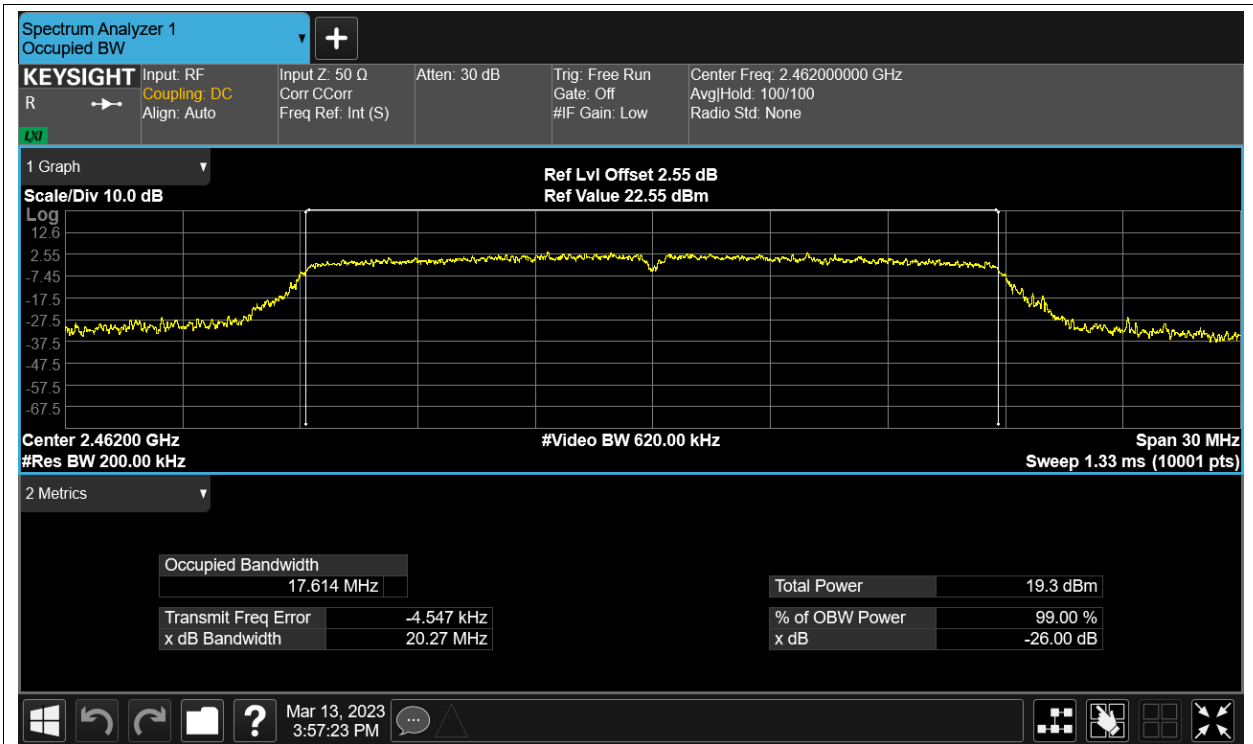 Spectrum Analyzer 1
Occupied BW
KEYSIGHT
R
LXI
Input: RF
Coupling: DC
Align: Auto
Input Z: 50 Ω
Corr CCorr
Freq Ref: Int (S)
Atten: 30 dB
Trig: Free Run
Gate: Off
#IF Gain: Low
Center Freq: 2.462000000 GHz
Avg|Hold: 100/100
Radio Std: None
1 Graph
Scale/Div 10.0 dB
Ref Lvl Offset 2.55 dB
Ref Value 22.55 dBm
Log
12.6
2.55
-7.45
-17.5
-27.5
-37.5
-47.5
-57.5
-67.5
Center 2.46200 GHz
#Res BW 200.00 kHz
#Video BW 620.00 kHz
Span 30 MHz
Sweep 1.33 ms (10001 pts)
2 Metrics
Occupied Bandwidth
17.614 MHz
Transmit Freq Error -4.547 kHz
x dB Bandwidth 20.27 MHz
Total Power 19.3 dBm
% of OBW Power 99.00 %
x dB -26.00 dB
?
Mar 13, 2023
3:57:23 PM